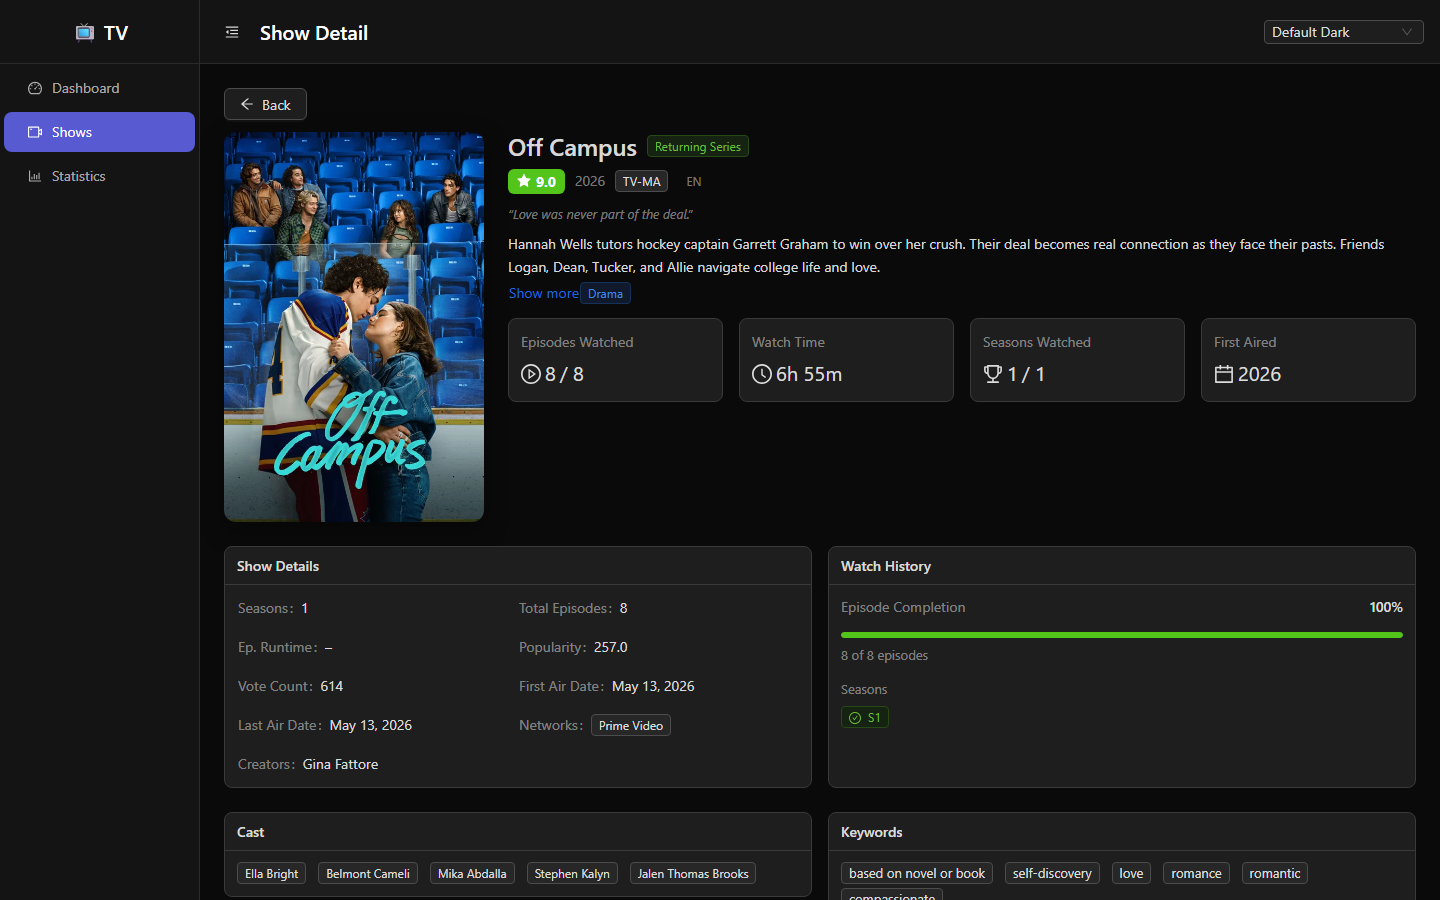 TV
Show Detail
Default Dark
Dashboard
Shows
Statistics
Back
Off Campus
Off Campus
Returning Series
9.0
2026
TV-MA
EN
“Love was never part of the deal.”
Hannah Wells tutors hockey captain Garrett Graham to win over her crush. Their deal becomes real connection as they face their pasts. Friends
Logan, Dean, Tucker, and Allie navigate college life and love.
Show more
Drama
Episodes Watched
8 / 8
Watch Time
6h 55m
Seasons Watched
1 / 1
First Aired
2026
Show Details
Seasons: 1
Total Episodes: 8
Ep. Runtime: –
Popularity: 257.0
Vote Count: 614
First Air Date: May 13, 2026
Last Air Date: May 13, 2026
Networks: Prime Video
Creators: Gina Fattore
Watch History
Episode Completion
100%
8 of 8 episodes
Seasons
S1
Cast
Ella Bright
Belmont Cameli
Mika Abdalla
Stephen Kalyn
Jalen Thomas Brooks
Keywords
based on novel or book
self-discovery
love
romance
romantic
compassionate